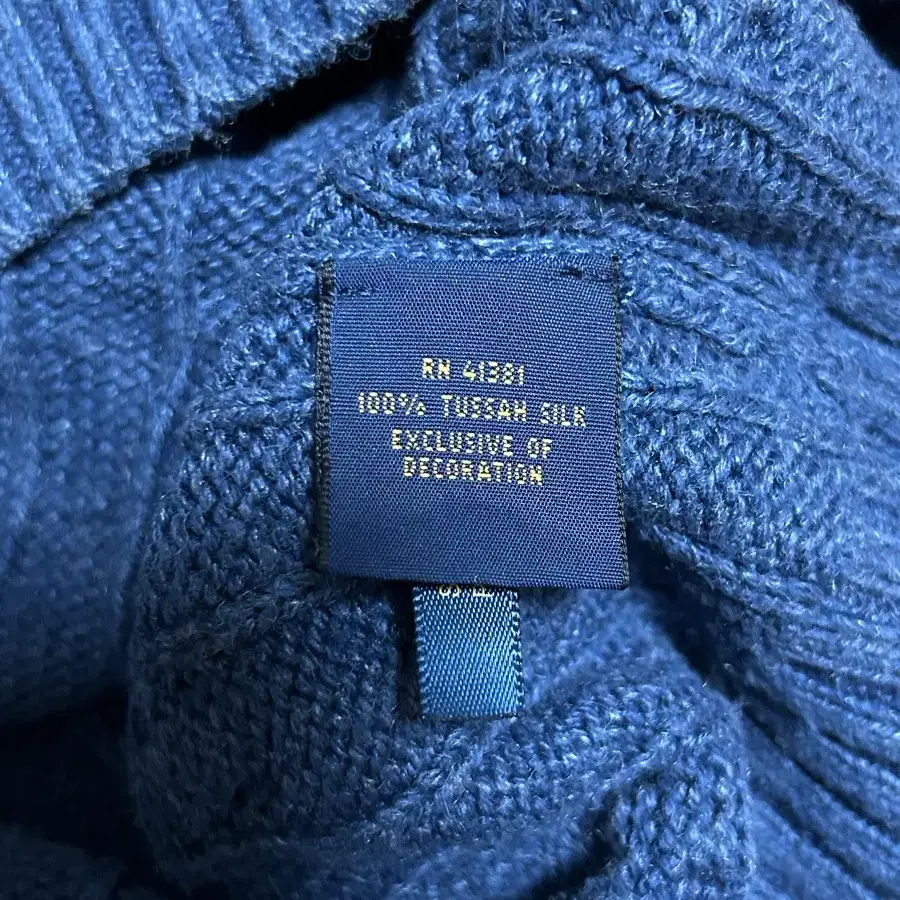 RN 41381
100% TUSSAH SILK
EXCLUSIVE OF
DECORATION